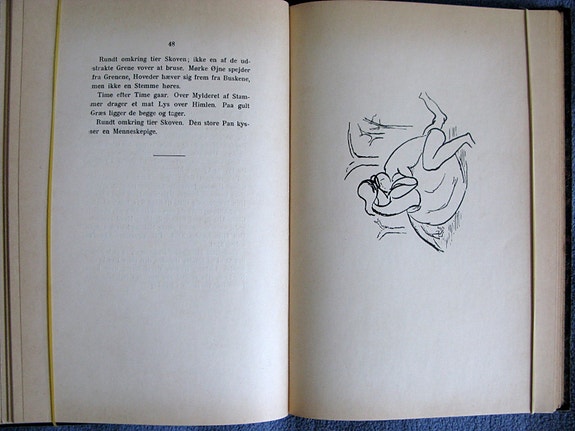 48
Rundt omkring tier Skoven; ikke en af de ud-
strakte Grene vover at bruse. Mørke Øjne spejder
fra Grenene, Hoveder hæver sig frem fra Buskene,
men ikke en Stemme høres.
Time efter Time gaar. Over Mylderet af Stam-
mer drager et mat Lys over Himlen. Paa gult
Græs ligger de begge og tager.
Rundt omkring tier Skoven. Den store Pan kys-
ser en Menneskepige.